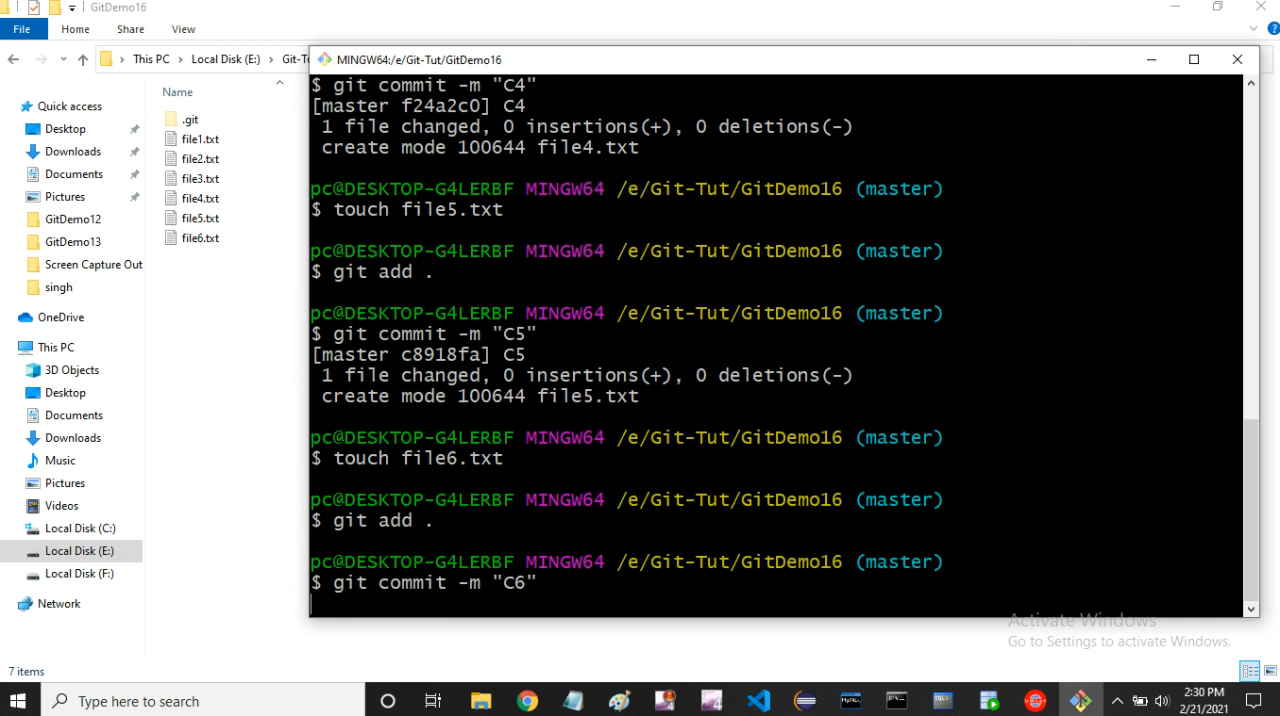 GitDemo16
File Home Share View
This PC > Local Disk (E:) > Git-Tu
MINGW64:/e/Git-Tut/GitDemo16
Quick access
Desktop
Downloads
Documents
Pictures
GitDemo12
GitDemo13
Screen Capture Out
singh
OneDrive
This PC
3D Objects
Desktop
Documents
Downloads
Music
Pictures
Videos
Local Disk (C:)
Local Disk (E:)
Local Disk (F:)
Network
Name
.git
file1.txt
file2.txt
file3.txt
file4.txt
file5.txt
file6.txt
$ git commit -m "C4"
[master f24a2c0] C4
1 file changed, 0 insertions(+), 0 deletions(-)
create mode 100644 file4.txt
pc@DESKTOP-G4LERBF MINGW64 /e/Git-Tut/GitDemo16 (master)
$ touch file5.txt
pc@DESKTOP-G4LERBF MINGW64 /e/Git-Tut/GitDemo16 (master)
$ git add .
pc@DESKTOP-G4LERBF MINGW64 /e/Git-Tut/GitDemo16 (master)
$ git commit -m "C5"
[master c8918fa] C5
1 file changed, 0 insertions(+), 0 deletions(-)
create mode 100644 file5.txt
pc@DESKTOP-G4LERBF MINGW64 /e/Git-Tut/GitDemo16 (master)
$ touch file6.txt
pc@DESKTOP-G4LERBF MINGW64 /e/Git-Tut/GitDemo16 (master)
$ git add .
pc@DESKTOP-G4LERBF MINGW64 /e/Git-Tut/GitDemo16 (master)
$ git commit -m "C6"
Activate Windows
Go to Settings to activate Windows.
7 items
Type here to search
2:30 PM
2/21/2021